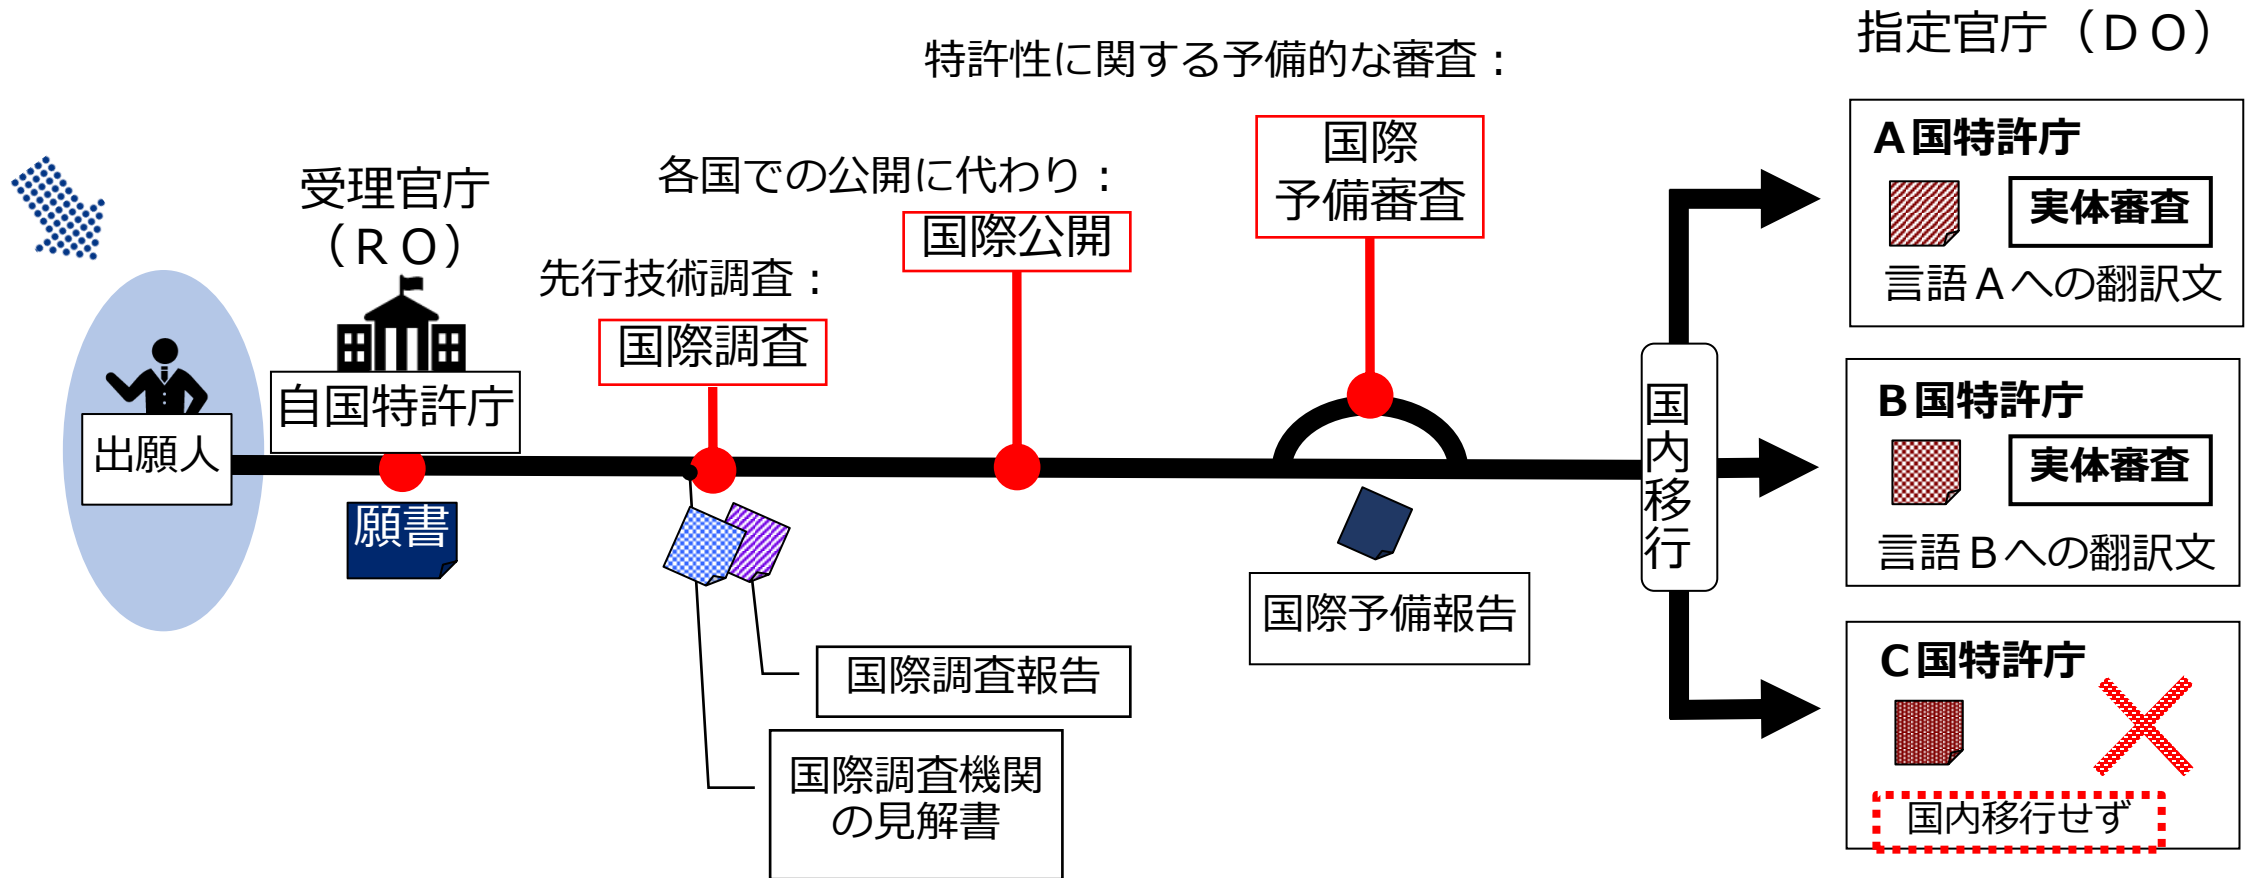 指定官庁（ＤＯ）
特許性に関する予備的な審査：
国際
予備審査
各国での公開に代わり：
国際公開
受理官庁
（ＲＯ）
先行技術調査：
国際調査
自国特許庁
出願人
願書
国際調査報告
国際調査機関
の見解書
国際予備報告
国内移行
Ａ国特許庁
実体審査
言語Ａへの翻訳文
Ｂ国特許庁
実体審査
言語Ｂへの翻訳文
Ｃ国特許庁
国内移行せず